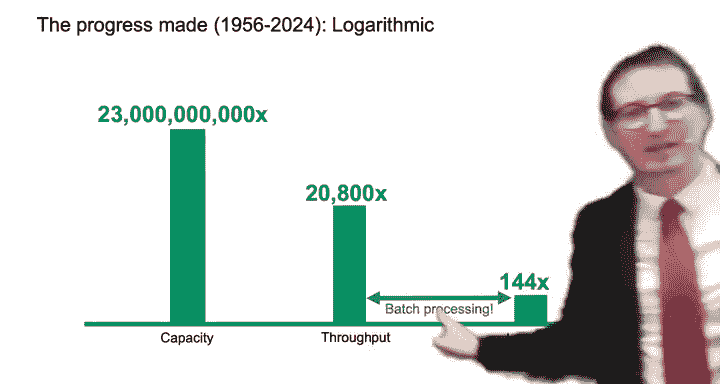 The progress made (1956-2024): Logarithmic
23,000,000,000x
20,800x
144x
Batch processing!
Capacity
Throughput